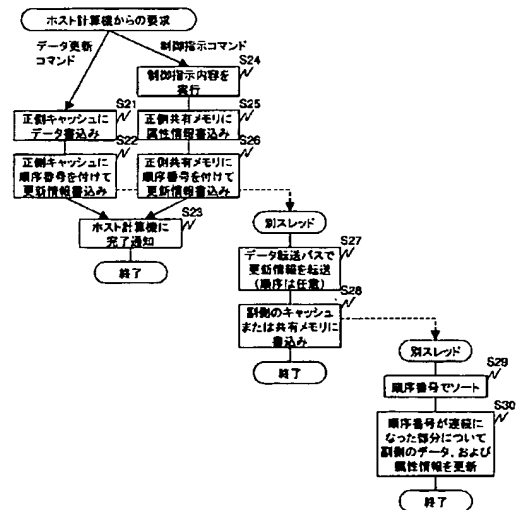 ホスト計算機からの要求
データ更新
コマンド
制御指示コマンド
S24
制御指示内容を
実行
S21
正側キャッシュに
データ書込み
S25
正側共有メモリに
属性情報書込み
S22
正側キャッシュに
順序番号を付けて
更新情報書込み
S26
正側共有メモリに
順序番号を付けて
更新情報書込み
S23
ホスト計算機に
完了通知
終了
別スレッド
S27
データ転送パスで
更新情報を転送
(順序は任意)
S28
副側のキャッシュ
または共有メモリに
書込み
終了
別スレッド
S29
順序番号でソート
S30
順序番号が連続に
なった部分について
副側のデータ、および
属性情報を更新
終了